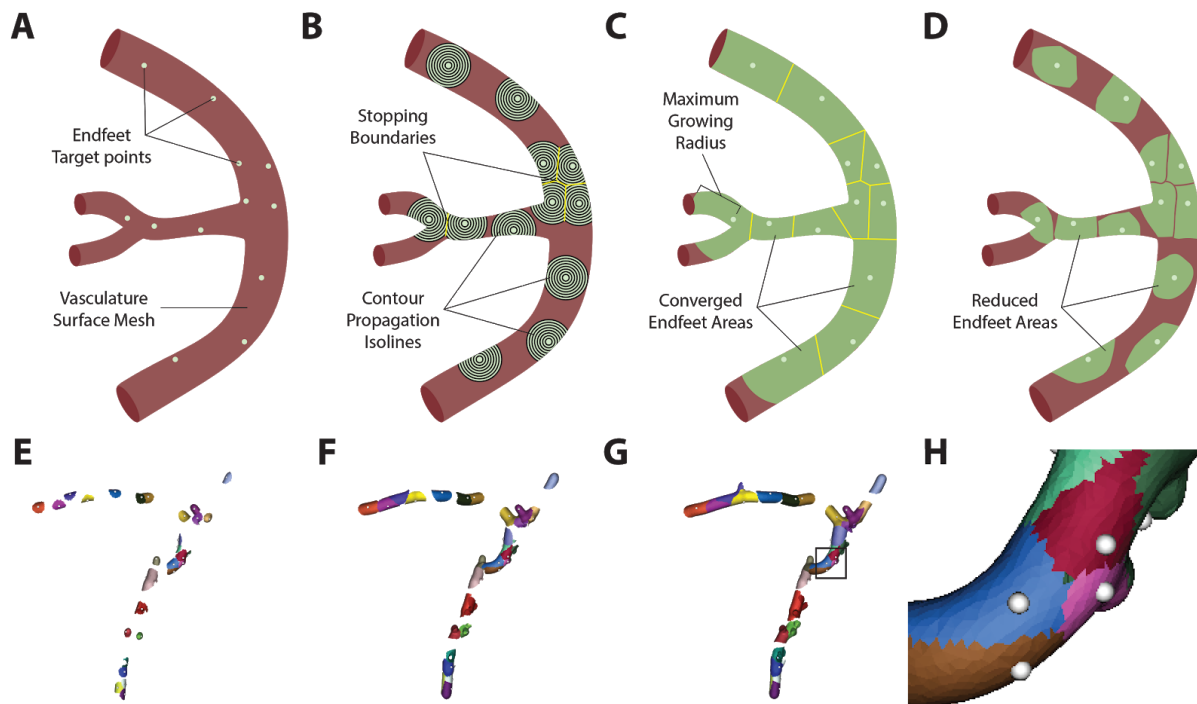 A
B
C
D
Endfeet
Target points
Vasculature
Surface Mesh
Stopping
Boundaries
Contour
Propagation
Isolines
Maximum
Growing
Radius
Converged
Endfeet Areas
Reduced
Endfeet Areas
E
F
G
H